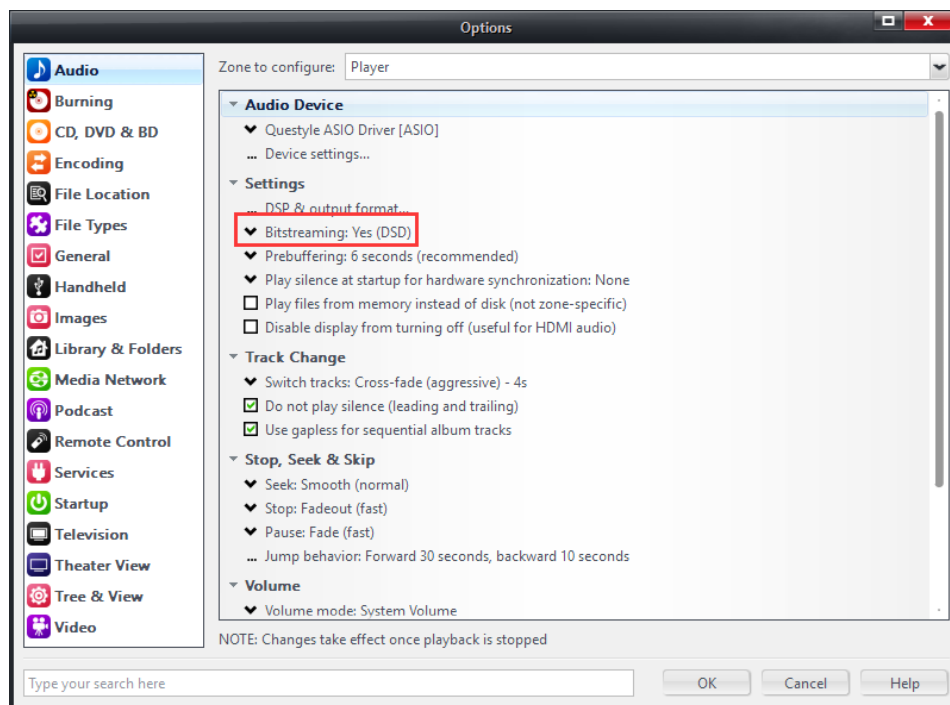 Options
Audio
Burning
CD, DVD & BD
Encoding
File Location
File Types
General
Handheld
Images
Library & Folders
Media Network
Podcast
Remote Control
Services
Startup
Television
Theater View
Tree & View
Video
Zone to configure: Player
Audio Device
Questyle ASIO Driver [ASIO]
... Device settings...
Settings
... DSP & output format...
Bitstreaming: Yes (DSD)
Prebuffering: 6 seconds (recommended)
Play silence at startup for hardware synchronization: None
Play files from memory instead of disk (not zone-specific)
Disable display from turning off (useful for HDMI audio)
Track Change
Switch tracks: Cross-fade (aggressive) - 4s
Do not play silence (leading and trailing)
Use gapless for sequential album tracks
Stop, Seek & Skip
Seek: Smooth (normal)
Stop: Fadeout (fast)
Pause: Fade (fast)
... Jump behavior: Forward 30 seconds, backward 10 seconds
Volume
Volume mode: System Volume
NOTE: Changes take effect once playback is stopped
Type your search here
OK
Cancel
Help